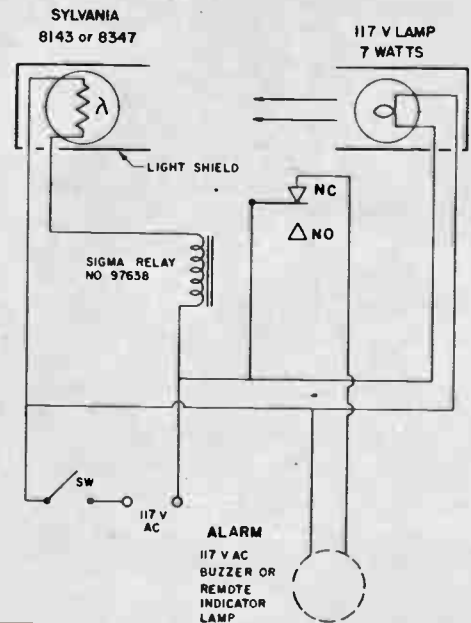 SYLVANIA
8143 or 8347
117 V LAMP
7 WATTS
λ
LIGHT SHIELD
NC
NO
SIGMA RELAY
NO 97638
SW
117 V
AC
ALARM
117 V AC
BUZZER OR
REMOTE
INDICATOR
LAMP